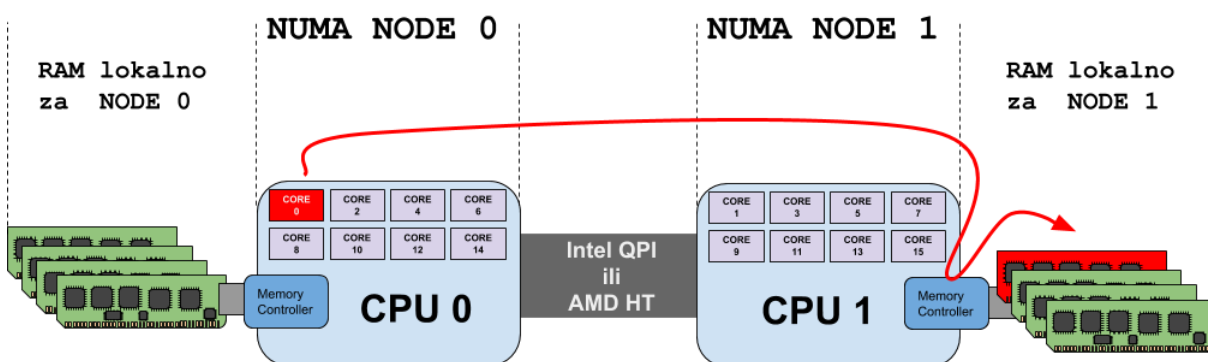 NUMA NODE 0
NUMA NODE 1
RAM lokalno
za NODE 0
RAM lokalno
za NODE 1
CORE
0
CORE
2
CORE
4
CORE
6
CORE
8
CORE
10
CORE
12
CORE
14
Memory
Controller
CPU 0
Intel QPI
ili
AMD HT
CORE
1
CORE
3
CORE
5
CORE
7
CORE
9
CORE
11
CORE
13
CORE
15
CPU 1
Memory
Controller